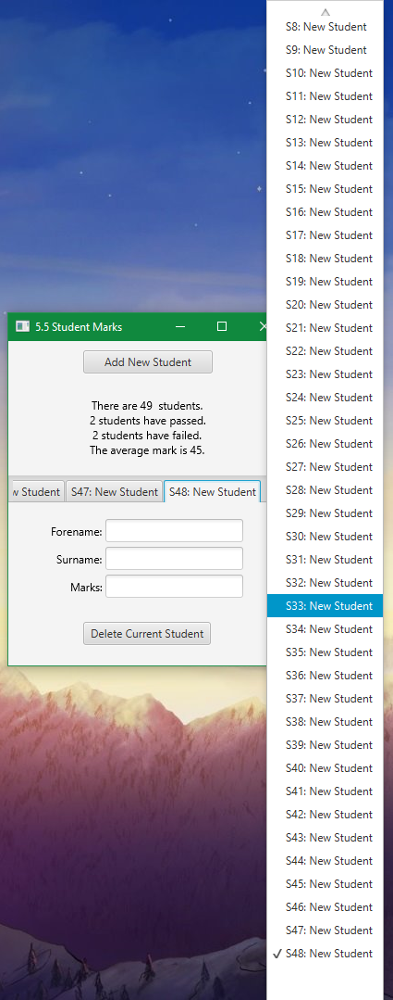 5.5 Student Marks
Add New Student
There are 49 students.
2 students have passed.
2 students have failed.
The average mark is 45.
w Student
S47: New Student
S48: New Student
Forename:
Surname:
Marks:
Delete Current Student
S8: New Student
S9: New Student
S10: New Student
S11: New Student
S12: New Student
S13: New Student
S14: New Student
S15: New Student
S16: New Student
S17: New Student
S18: New Student
S19: New Student
S20: New Student
S21: New Student
S22: New Student
S23: New Student
S24: New Student
S25: New Student
S26: New Student
S27: New Student
S28: New Student
S29: New Student
S30: New Student
S31: New Student
S32: New Student
S33: New Student
S34: New Student
S35: New Student
S36: New Student
S37: New Student
S38: New Student
S39: New Student
S40: New Student
S41: New Student
S42: New Student
S43: New Student
S44: New Student
S45: New Student
S46: New Student
S47: New Student
S48: New Student